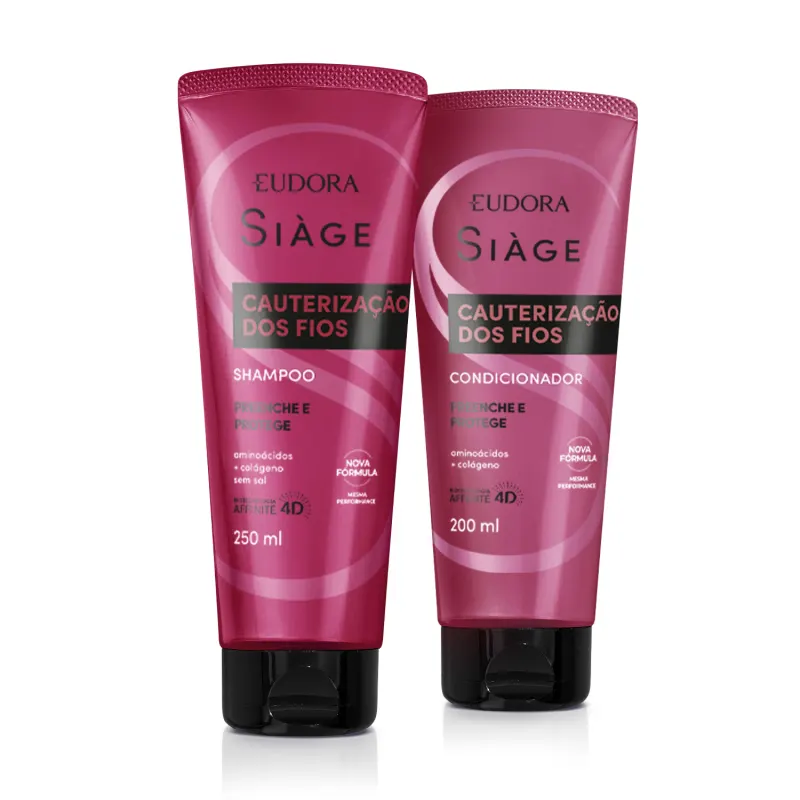 EUDORA
SIÀGE
CAUTERIZAÇÃO
DOS FIOS
SHAMPOO
PREENCHE E
PROTEGE
aminoácidos
+ colágeno
sem sal
NOVA
FÓRMULA
MESMA
PERFORMANCE
AFFINITÉ 4D
250 ml
EUDORA
SIÀGE
CAUTERIZAÇÃO
DOS FIOS
CONDICIONADOR
PREENCHE E
PROTEGE
aminoácidos
+ colágeno
NOVA
FÓRMULA
MESMA
PERFORMANCE
AFFINITÉ 4D
200 ml